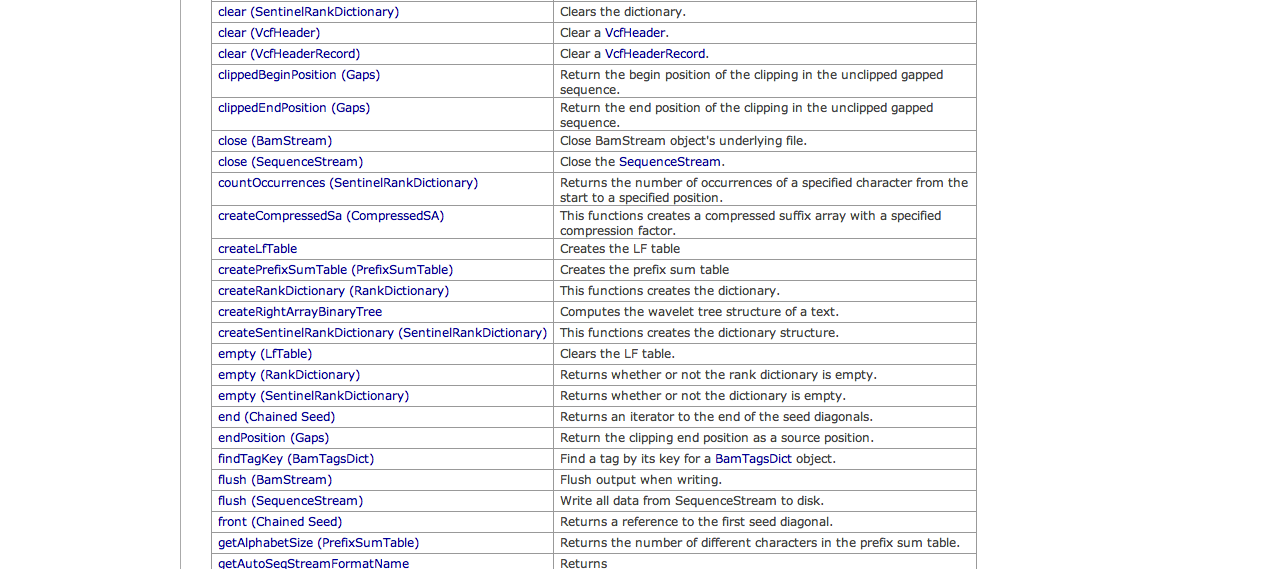 clear (SentinelRankDictionary) Clears the dictionary.
clear (VcfHeader) Clear a VcfHeader.
clear (VcfHeaderRecord) Clear a VcfHeaderRecord.
clippedBeginPosition (Gaps) Return the begin position of the clipping in the unclipped gapped
sequence.
clippedEndPosition (Gaps) Return the end position of the clipping in the unclipped gapped
sequence.
close (BamStream) Close BamStream object's underlying file.
close (SequenceStream) Close the SequenceStream.
countOccurrences (SentinelRankDictionary) Returns the number of occurrences of a specified character from the
start to a specified position.
createCompressedSa (CompressedSA) This functions creates a compressed suffix array with a specified
compression factor.
createLfTable Creates the LF table
createPrefixSumTable (PrefixSumTable) Creates the prefix sum table
createRankDictionary (RankDictionary) This functions creates the dictionary.
createRightArrayBinaryTree Computes the wavelet tree structure of a text.
createSentinelRankDictionary (SentinelRankDictionary) This functions creates the dictionary structure.
empty (LfTable) Clears the LF table.
empty (RankDictionary) Returns whether or not the rank dictionary is empty.
empty (SentinelRankDictionary) Returns whether or not the dictionary is empty.
end (Chained Seed) Returns an iterator to the end of the seed diagonals.
endPosition (Gaps) Return the clipping end position as a source position.
findTagKey (BamTagsDict) Find a tag by its key for a BamTagsDict object.
flush (BamStream) Flush output when writing.
flush (SequenceStream) Write all data from SequenceStream to disk.
front (Chained Seed) Returns a reference to the first seed diagonal.
getAlphabetSize (PrefixSumTable) Returns the number of different characters in the prefix sum table.
getAutoSeqStreamFormatName Returns